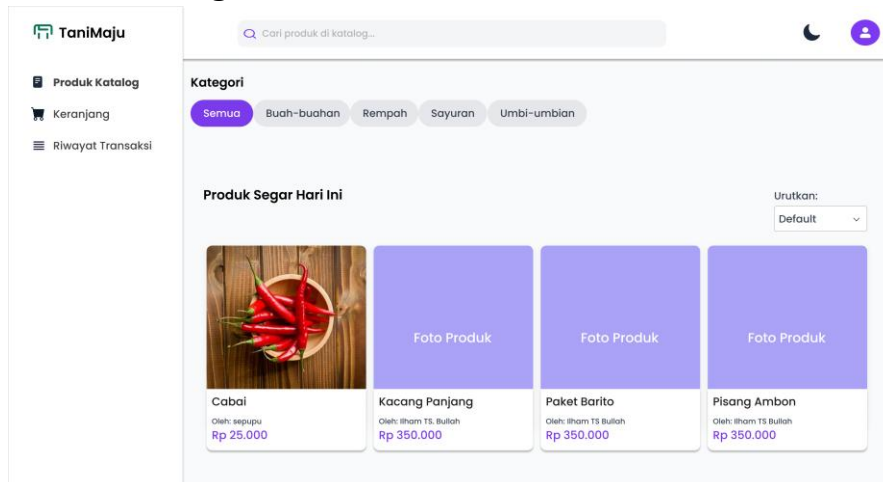 TaniMaju
Cari produk di katalog...
Produk Katalog
Keranjang
Riwayat Transaksi
Kategori
Semua Buah-buahan Rempah Sayuran Umbi-umbian
Produk Segar Hari Ini
Urutkan:
Default
Foto Produk Foto Produk Foto Produk
Cabai Kacang Panjang Paket Barito Pisang Ambon
Oleh: sepupu Oleh: Ilham TS. Bullah Oleh: Ilham TS Bullah Oleh: Ilham TS Bullah
Rp 25.000 Rp 350.000 Rp 350.000 Rp 350.000